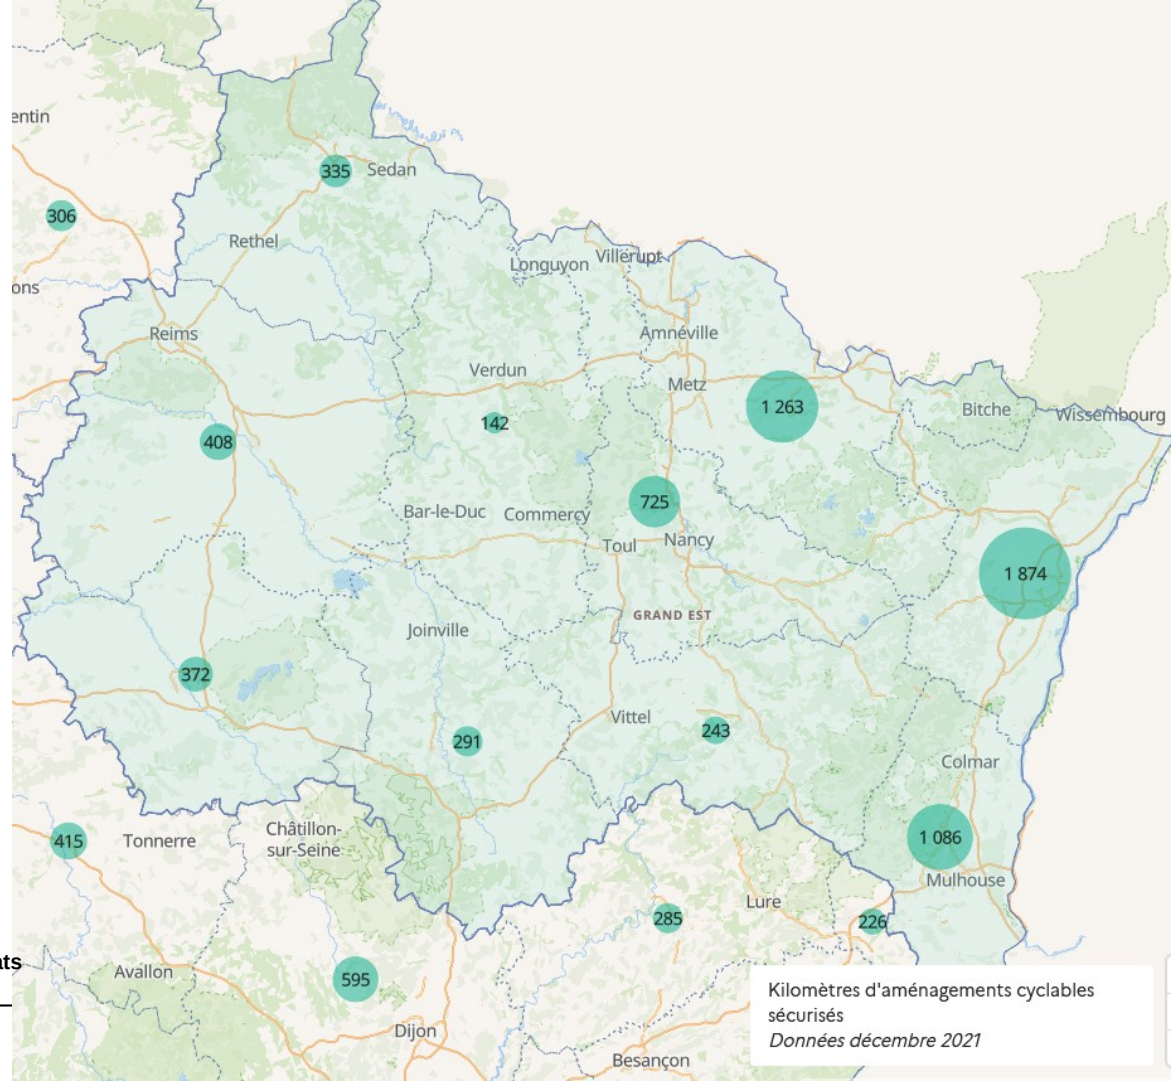 entin
335
Sedan
306
Rethel
Villerupt
Longuyon
ons
Reims
Amnéville
Verdun
Metz
1 263
Bitche
Wissembourg
142
408
725
Bar-le-Duc
Commercy
Toul
Nancy
1 874
GRAND EST
Joinville
372
Vittel
243
291
Colmar
415
Tonnerre
Châtillon-
sur-Seine
1 086
Mulhouse
Lure
285
226
ats
Avallon
595
Dijon
Besançon
Kilomètres d'aménagements cyclables
sécurisés
Données décembre 2021